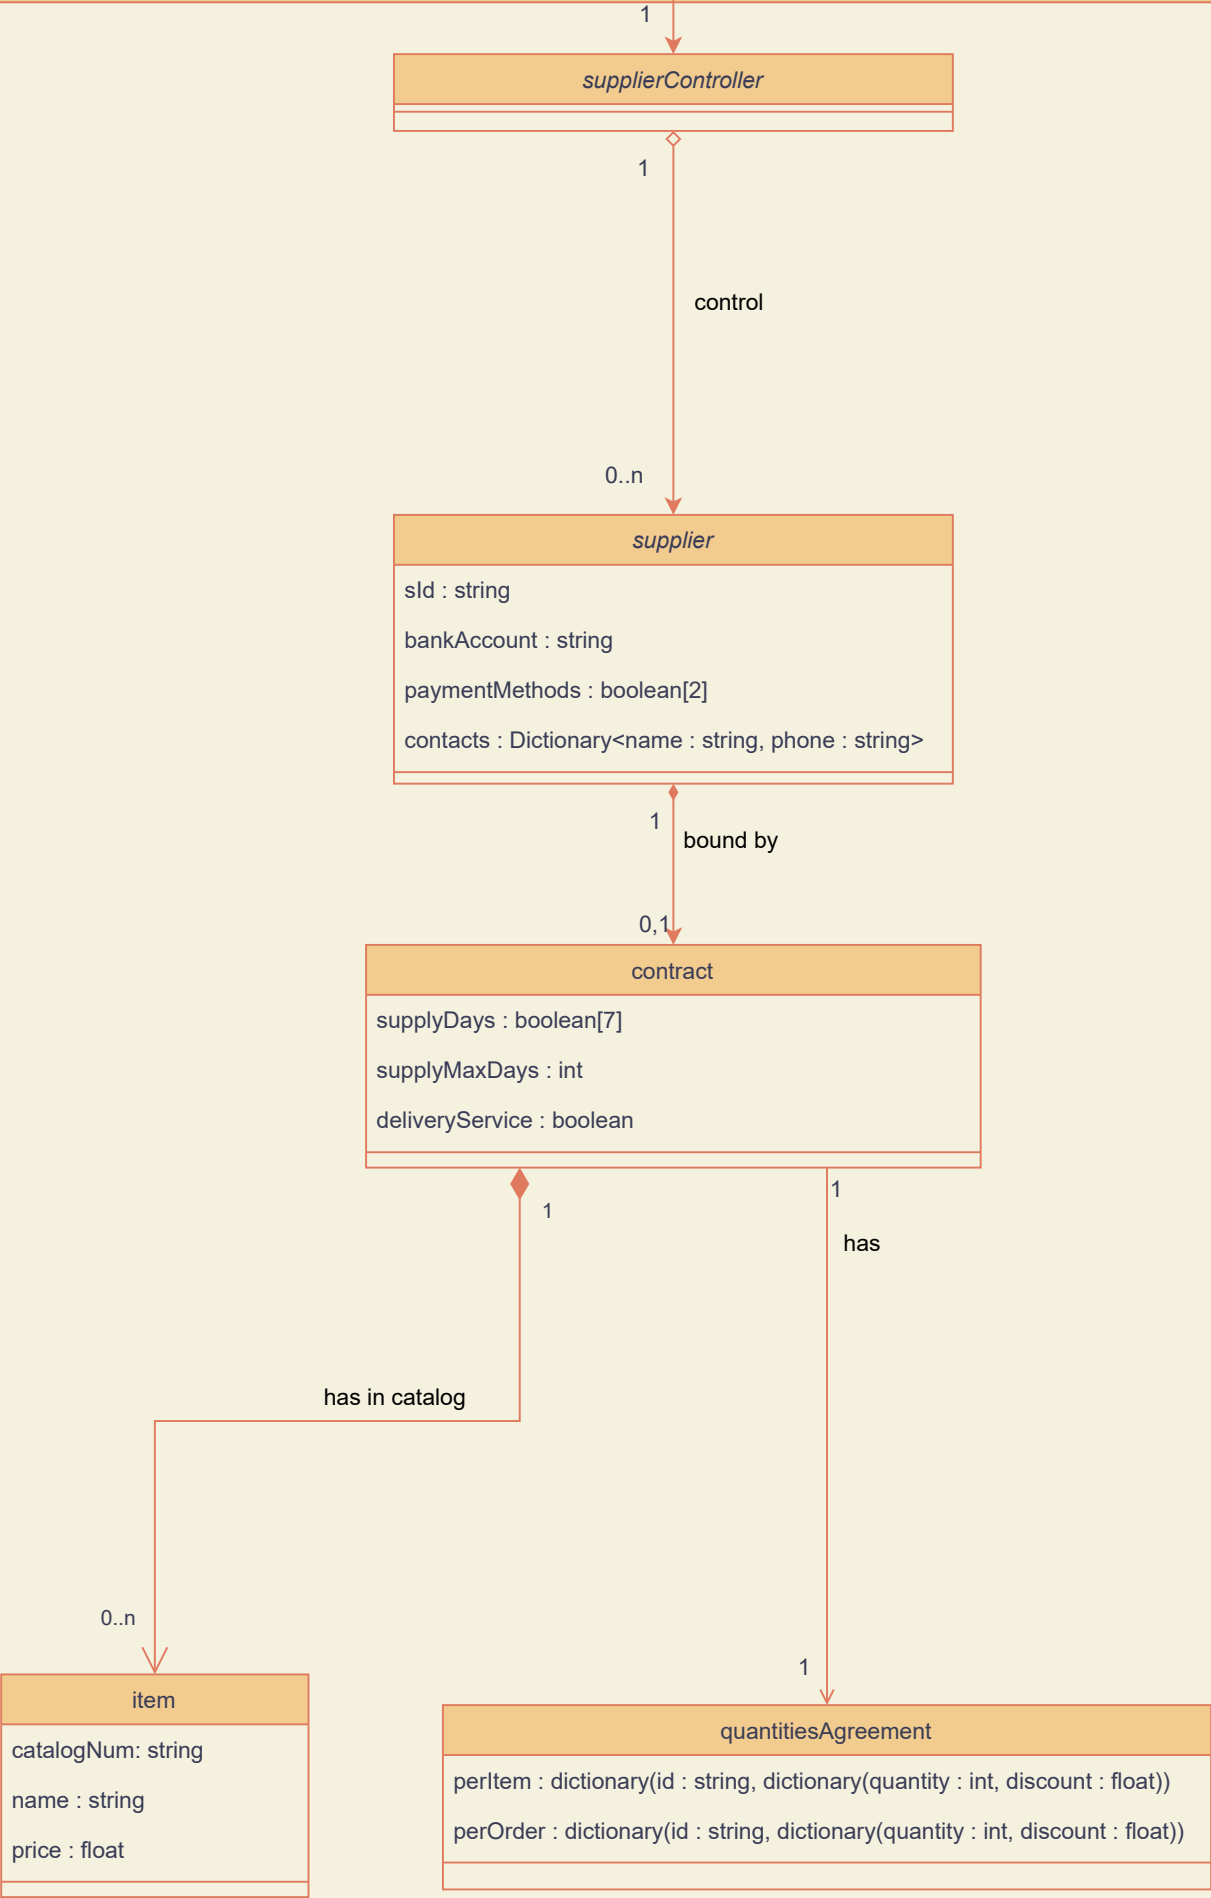 1
supplierController
1
control
0..n
supplier
sId : string
bankAccount : string
paymentMethods : boolean[2]
contacts : Dictionary<name : string, phone : string>
1
bound by
0,1
contract
supplyDays : boolean[7]
supplyMaxDays : int
deliveryService : boolean
1
1
has
has in catalog
0..n
1
item
catalogNum: string
name : string
price : float
quantitiesAgreement
perItem : dictionary(id : string, dictionary(quantity : int, discount : float))
perOrder : dictionary(id : string, dictionary(quantity : int, discount : float))